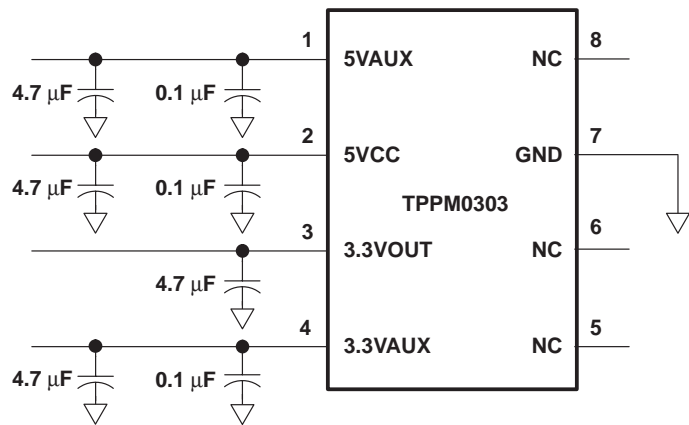 1
5VAUX
NC
8
4.7 μF
0.1 μF
2
5VCC
GND
7
4.7 μF
0.1 μF
TPPM0303
3
3.3VOUT
NC
6
4.7 μF
4
3.3VAUX
NC
5
4.7 μF
0.1 μF